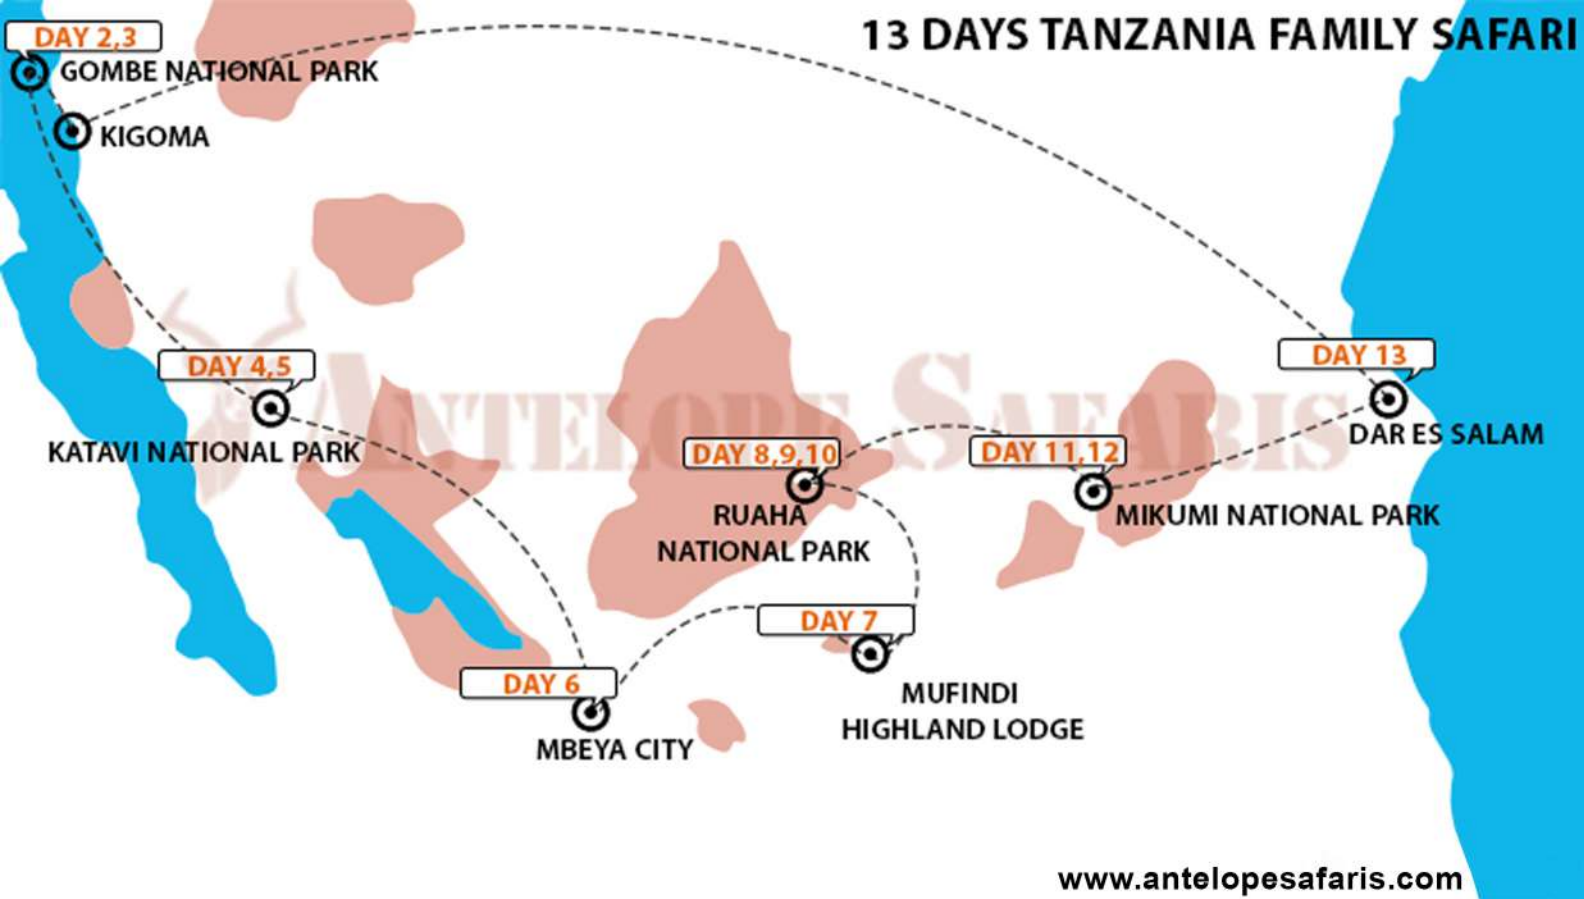 13 DAYS TANZANIA FAMILY SAFARI
DAY 2,3
GOMBE NATIONAL PARK
KIGOMA
DAY 4,5
KATAVI NATIONAL PARK
ANTELOPE SAFARIS
DAY 13
DAR ES SALAM
DAY 8,9,10
RUAHA
NATIONAL PARK
DAY 11,12
MIKUMI NATIONAL PARK
DAY 7
MUFINDI
HIGHLAND LODGE
DAY 6
MBEYA CITY
www.antelopesafaris.com